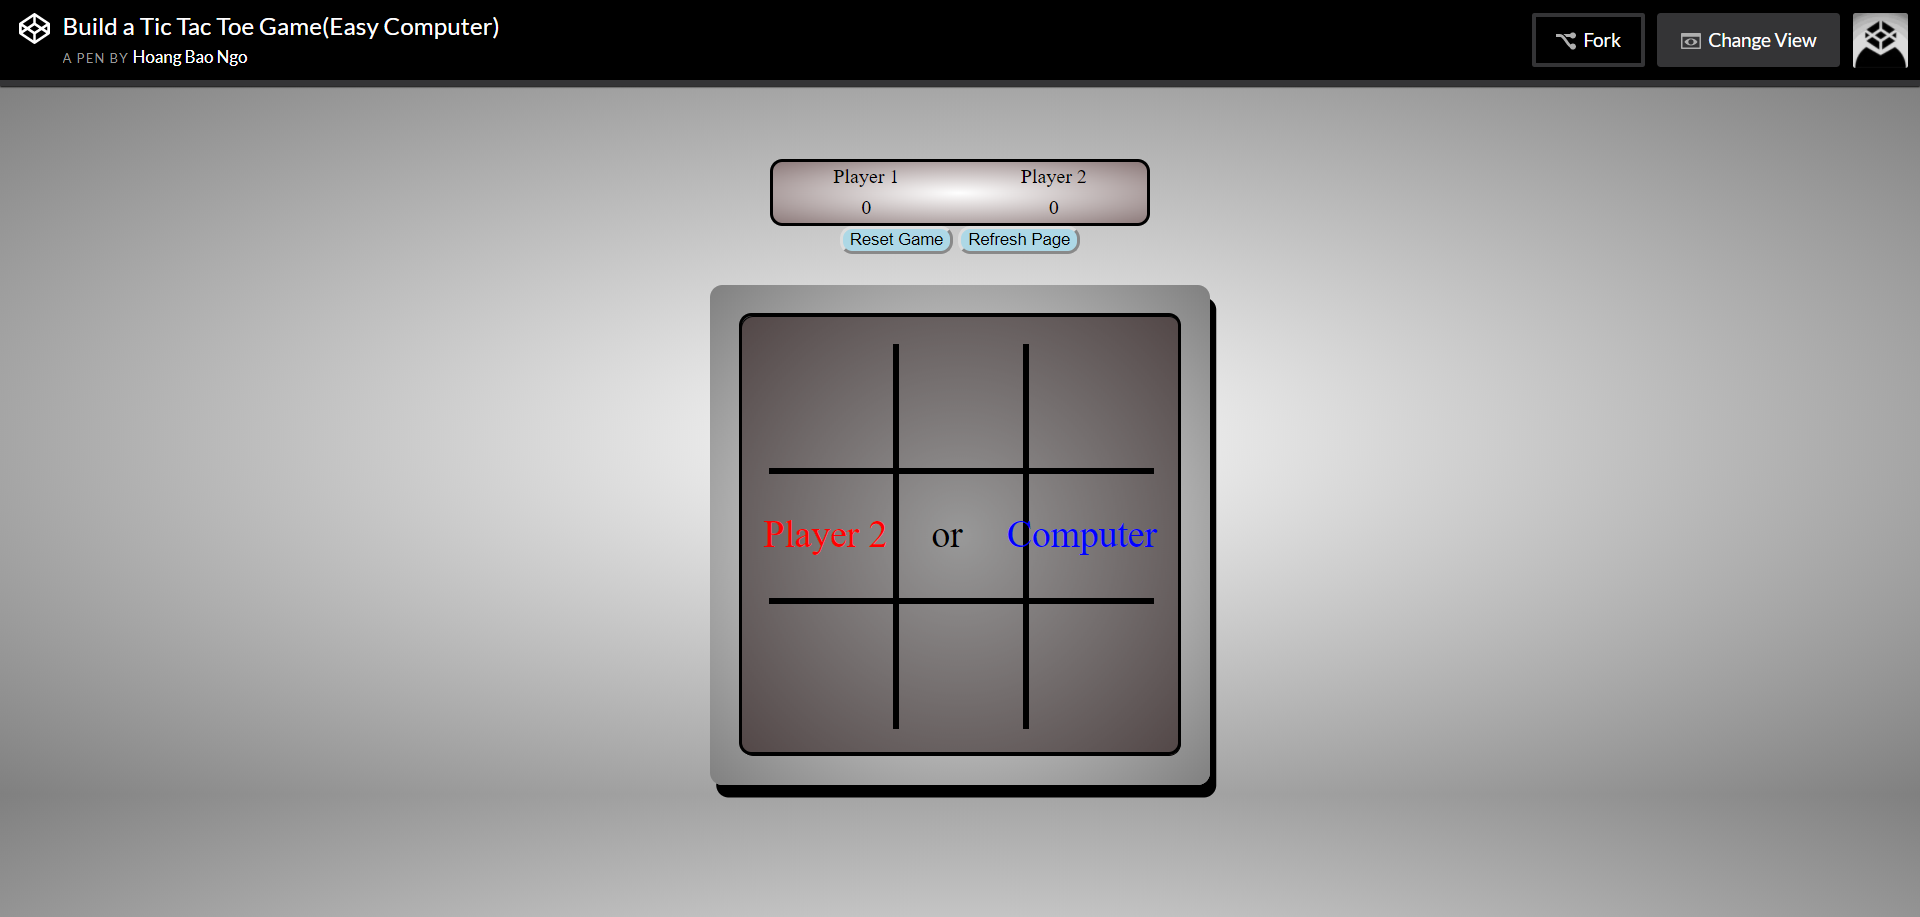 Build a Tic Tac Toe Game(Easy Computer)
A PEN BY Hoang Bao Ngo
Fork
Change View
Player 1 Player 2
0 0
Reset Game Refresh Page
Player 2 or Computer